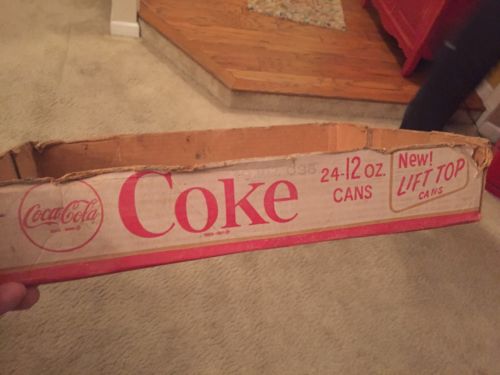 Coca-Cola
Coke
24-12 OZ.
CANS
New!
LIFT TOP
CANS